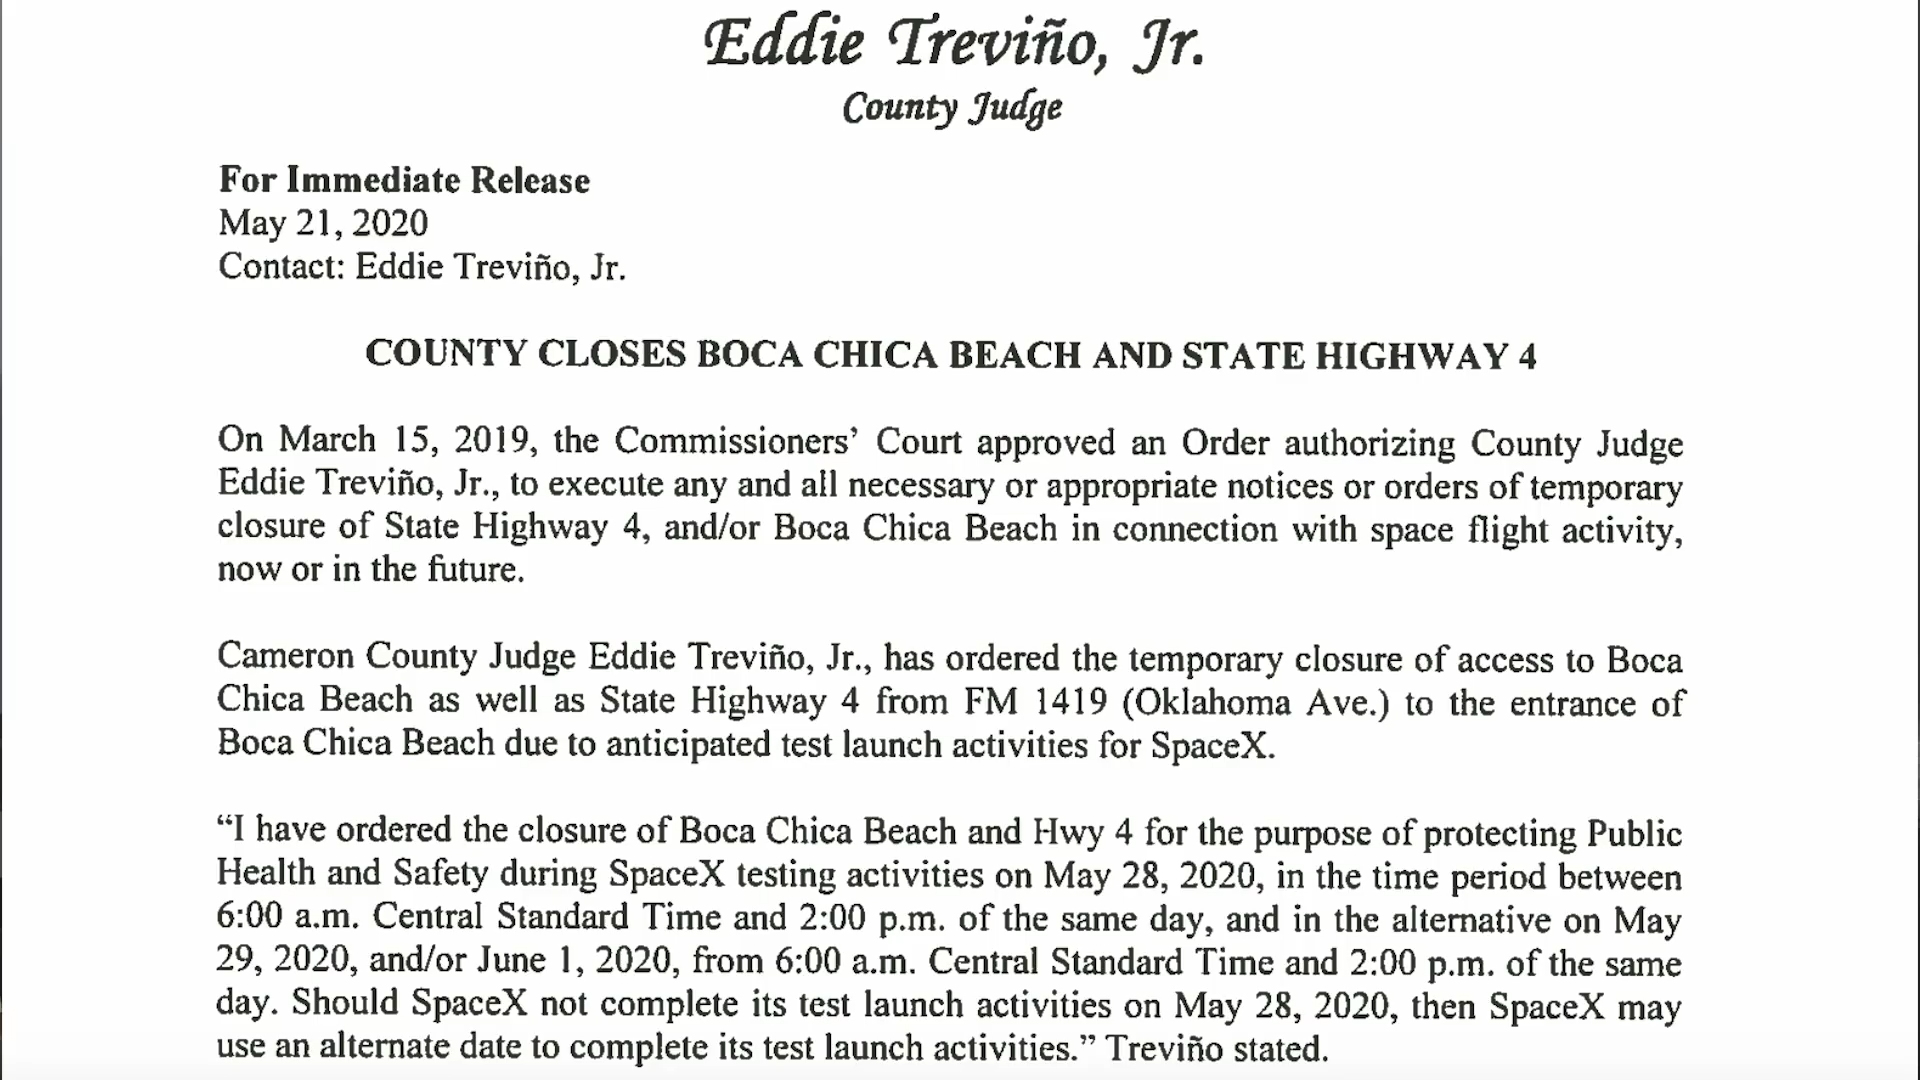 Eddie Treviño, Jr.
County Judge
For Immediate Release
May 21, 2020
Contact: Eddie Treviño, Jr.
COUNTY CLOSES BOCA CHICA BEACH AND STATE HIGHWAY 4
On March 15, 2019, the Commissioners’ Court approved an Order authorizing County Judge
Eddie Treviño, Jr., to execute any and all necessary or appropriate notices or orders of temporary
closure of State Highway 4, and/or Boca Chica Beach in connection with space flight activity,
now or in the future.
Cameron County Judge Eddie Treviño, Jr., has ordered the temporary closure of access to Boca
Chica Beach as well as State Highway 4 from FM 1419 (Oklahoma Ave.) to the entrance of
Boca Chica Beach due to anticipated test launch activities for SpaceX.
“I have ordered the closure of Boca Chica Beach and Hwy 4 for the purpose of protecting Public
Health and Safety during SpaceX testing activities on May 28, 2020, in the time period between
6:00 a.m. Central Standard Time and 2:00 p.m. of the same day, and in the alternative on May
29, 2020, and/or June 1, 2020, from 6:00 a.m. Central Standard Time and 2:00 p.m. of the same
day. Should SpaceX not complete its test launch activities on May 28, 2020, then SpaceX may
use an alternate date to complete its test launch activities.” Treviño stated.